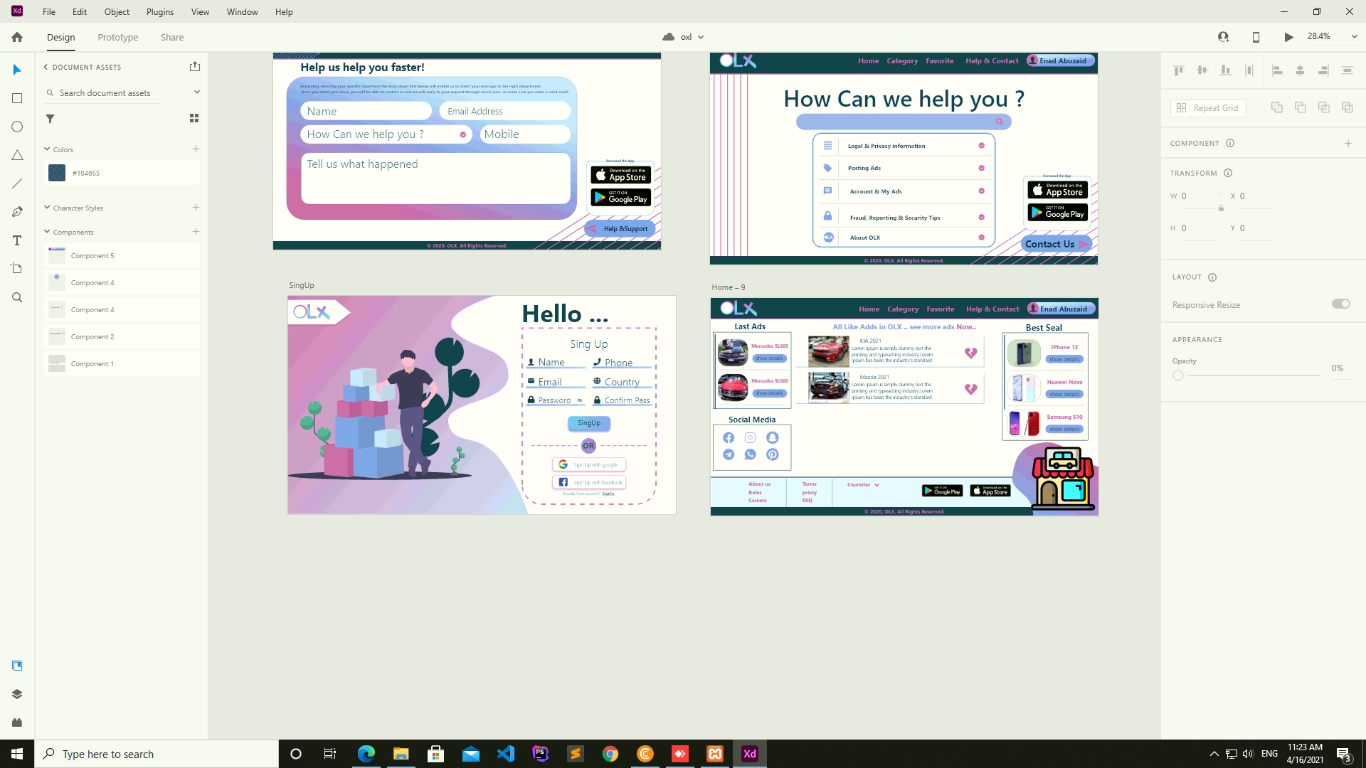 Xd File Edit Object Plugins View Window Help
Design Prototype Share
oxl
28.4%
DOCUMENT ASSETS
Search document assets
Colors
#184655
Character Styles
Components
Component 5
Component 4
Component 4
Component 2
Component 1
Help us help you faster!
Name
Email Address
How Can we help you ?
Mobile
Tell us what happened
Download on the
App Store
GET IT ON
Google Play
Help &Support
© 2020, OLX. All Rights Reserved.
OLX
Home Category Favorite Help & Contact Enad Abuzaid
How Can we help you ?
Legal & Privacy information
Posting Ads
Account & My Ads
Fraud, Reporting & Security Tips
OLX About OLX
Download the App
Download on the
App Store
GET IT ON
Google Play
Contact Us
© 2020, OLX. All Rights Reserved.
SingUp
OLX
Hello ...
Sing Up
Name Phone
Email Country
Password Confirm Pass
SingUp
OR
Sign Up with google
Sign Up with facebook
Home – 9
OLX
Home Category Favorite Help & Contact Enad Abuzaid
Last Ads
All Like Adds in OLX .. see more ads Now..
Best Seal
Mercedes SL600
show details
Mercedes SL600
show details
KIA 2021
Lorem Ipsum is simply dummy text the
printing and typesetting industry.Lorem
Ipsum has been the industry's standard
Mazda 2021
Lorem Ipsum is simply dummy text the
printing and typesetting industry.Lorem
Ipsum has been the industry's standard
iPhone 12
show details
Huawei Nova
show details
Samsung S10
show details
Social Media
About us
Rules
Careers
Terms
privcy
FAQ
Countries
GET IT ON
Google Play
Download on the
App Store
© 2020, OLX. All Rights Reserved.
Repeat Grid
COMPONENT
TRANSFORM
W 0 X 0
H 0 Y 0
LAYOUT
Responsive Resize
APPEARANCE
Opacity
0%
Type here to search
PS
Xd
ENG
11:23 AM
4/16/2021
3